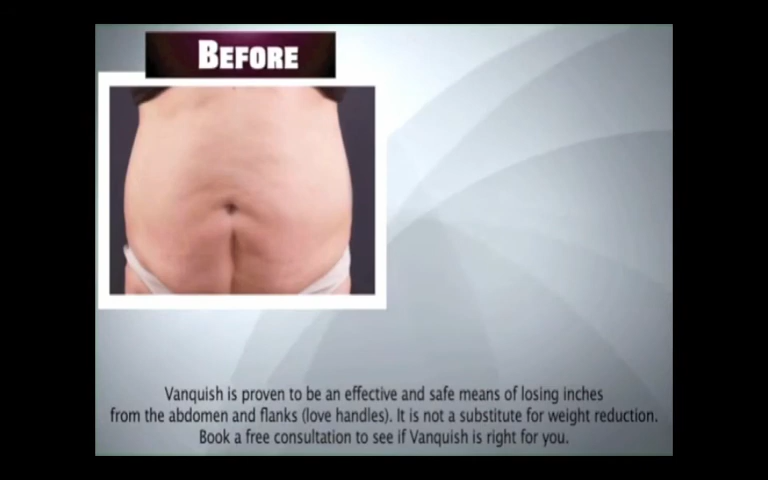 BEFORE
Vanquish is proven to be an effective and safe means of losing inches
from the abdomen and flanks (love handles). It is not a substitute for weight reduction.
Book a free consultation to see if Vanquish is right for you.